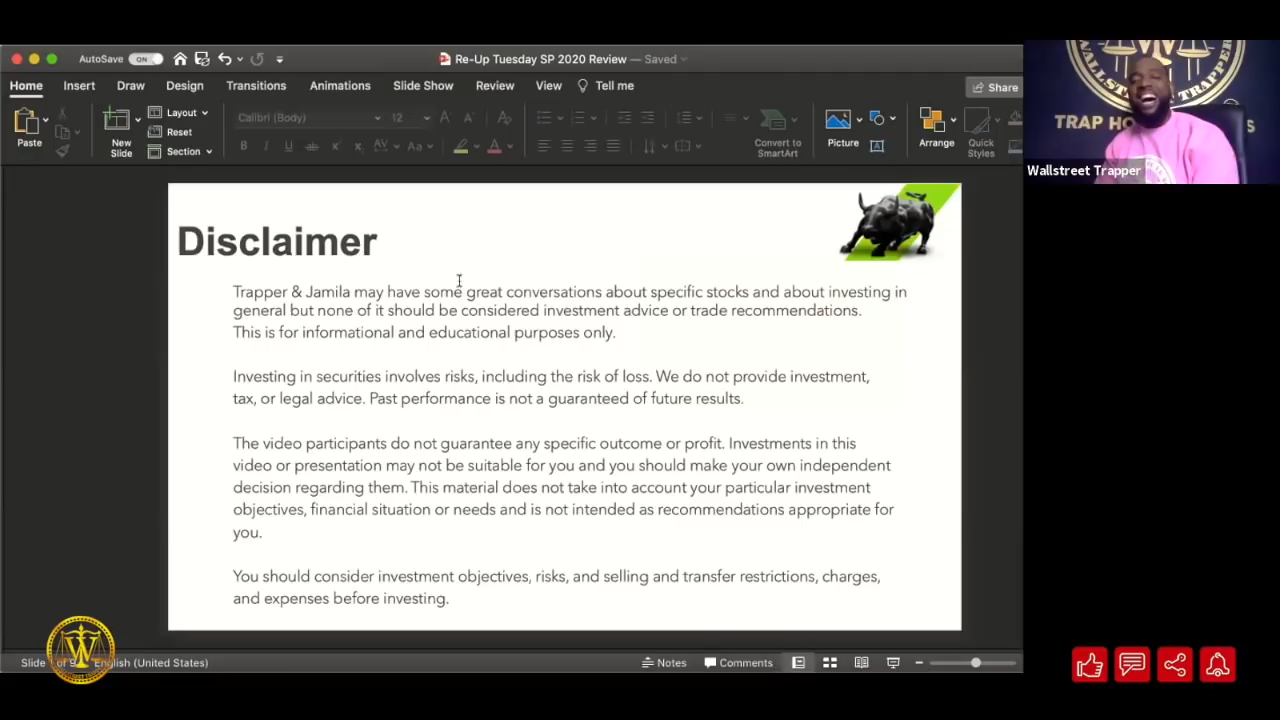 AutoSave ON
Re-Up Tuesday SP 2020 Review — Saved
Home Insert Draw Design Transitions Animations Slide Show Review View Tell me Share
Paste
New Slide
Layout
Reset
Section
Calibri (Body) 12
Convert to SmartArt
Picture
Arrange
Quick Styles
WALLSTREET TRAPPER
TRAP HO
S
Wallstreet Trapper
Disclaimer
Trapper & Jamila may have some great conversations about specific stocks and about investing in
general but none of it should be considered investment advice or trade recommendations.
This is for informational and educational purposes only.
Investing in securities involves risks, including the risk of loss. We do not provide investment,
tax, or legal advice. Past performance is not a guaranteed of future results.
The video participants do not guarantee any specific outcome or profit. Investments in this
video or presentation may not be suitable for you and you should make your own independent
decision regarding them. This material does not take into account your particular investment
objectives, financial situation or needs and is not intended as recommendations appropriate for
you.
You should consider investment objectives, risks, and selling and transfer restrictions, charges,
and expenses before investing.
Slide of 9 English (United States)
Notes Comments